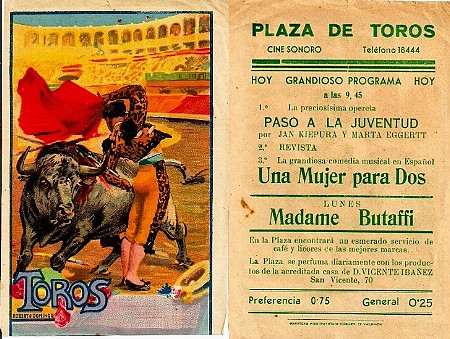 TOROS
PLAZA DE TOROS
CINE SONORO Teléfono 18444
HOY GRANDIOSO PROGRAMA HOY
a las 9,45
1.º La preciosísima opereta
PASO A LA JUVENTUD
por JAN KIEPURA Y MARTA EGGERTT
2.º REVISTA
3.º La grandiosa comedia musical en Español
Una Mujer para Dos
LUNES
Madame Butaffi
En la Plaza encontrará un esmerado servicio de
café y licores de las mejores marcas.
La Plaza se perfuma diariamente con los produc-
tos de la acreditada casa de D. VICENTE IBAÑEZ
San Vicente, 70
Preferencia 0'75 General 0'25